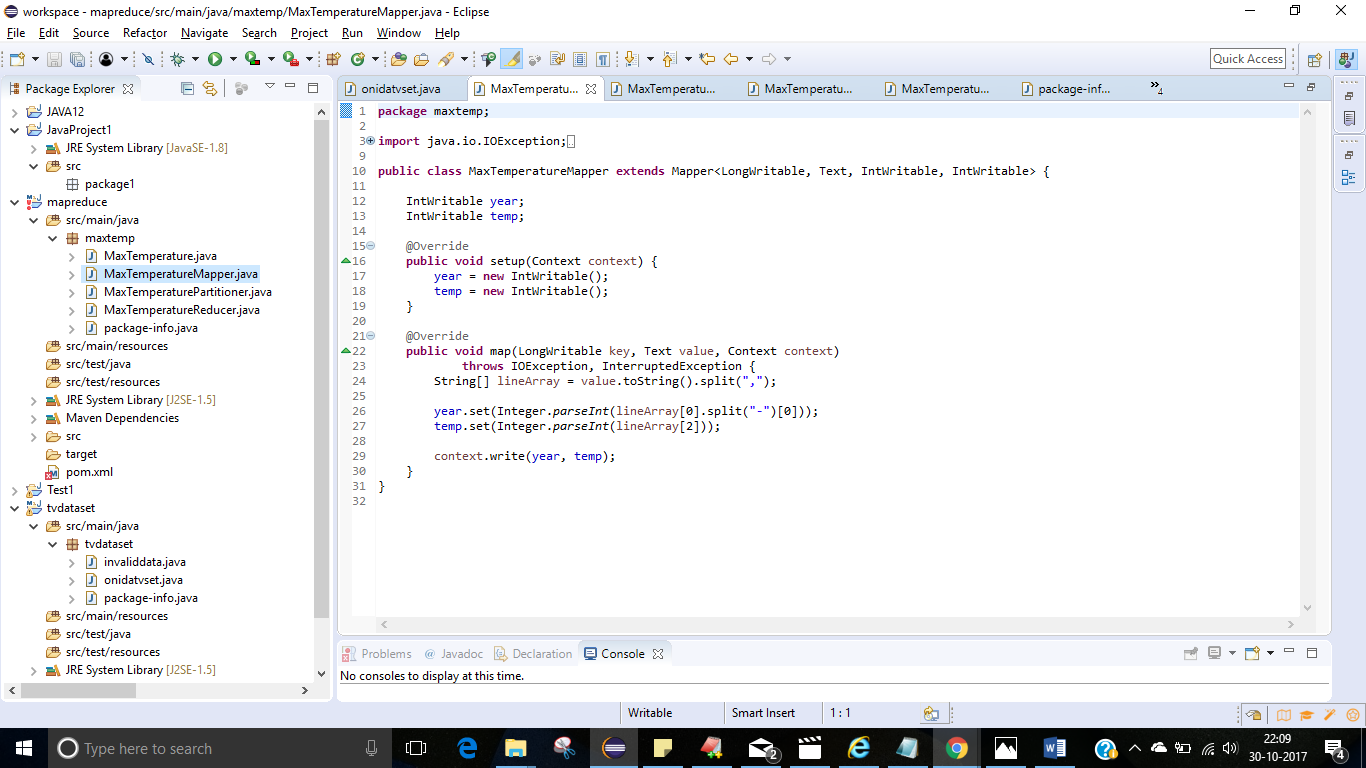 workspace - mapreduce/src/main/java/maxtemp/MaxTemperatureMapper.java - Eclipse
File Edit Source Refactor Navigate Search Project Run Window Help
Quick Access
Package Explorer
JAVA12
JavaProject1
JRE System Library [JavaSE-1.8]
src
package1
mapreduce
src/main/java
maxtemp
MaxTemperature.java
MaxTemperatureMapper.java
MaxTemperaturePartitioner.java
MaxTemperatureReducer.java
package-info.java
src/main/resources
src/test/java
src/test/resources
JRE System Library [J2SE-1.5]
Maven Dependencies
src
target
pom.xml
Test1
tvdataset
src/main/java
tvdataset
invaliddata.java
onidatvset.java
package-info.java
src/main/resources
src/test/java
src/test/resources
JRE System Library [J2SE-1.5]
onidatvset.java MaxTemperatu... MaxTemperatu... MaxTemperatu... MaxTemperatu... package-inf... »4
1 package maxtemp;
2
3 import java.io.IOException;
9
10 public class MaxTemperatureMapper extends Mapper<LongWritable, Text, IntWritable, IntWritable> {
11
12 IntWritable year;
13 IntWritable temp;
14
15 @Override
16 public void setup(Context context) {
17 year = new IntWritable();
18 temp = new IntWritable();
19 }
20
21 @Override
22 public void map(LongWritable key, Text value, Context context)
23 throws IOException, InterruptedException {
24 String[] lineArray = value.toString().split(",");
25
26 year.set(Integer.parseInt(lineArray[0].split("-")[0]));
27 temp.set(Integer.parseInt(lineArray[2]));
28
29 context.write(year, temp);
30 }
31 }
32
Problems @ Javadoc Declaration Console
No consoles to display at this time.
Writable Smart Insert 1 : 1
Type here to search
2
22:09
30-10-2017
4